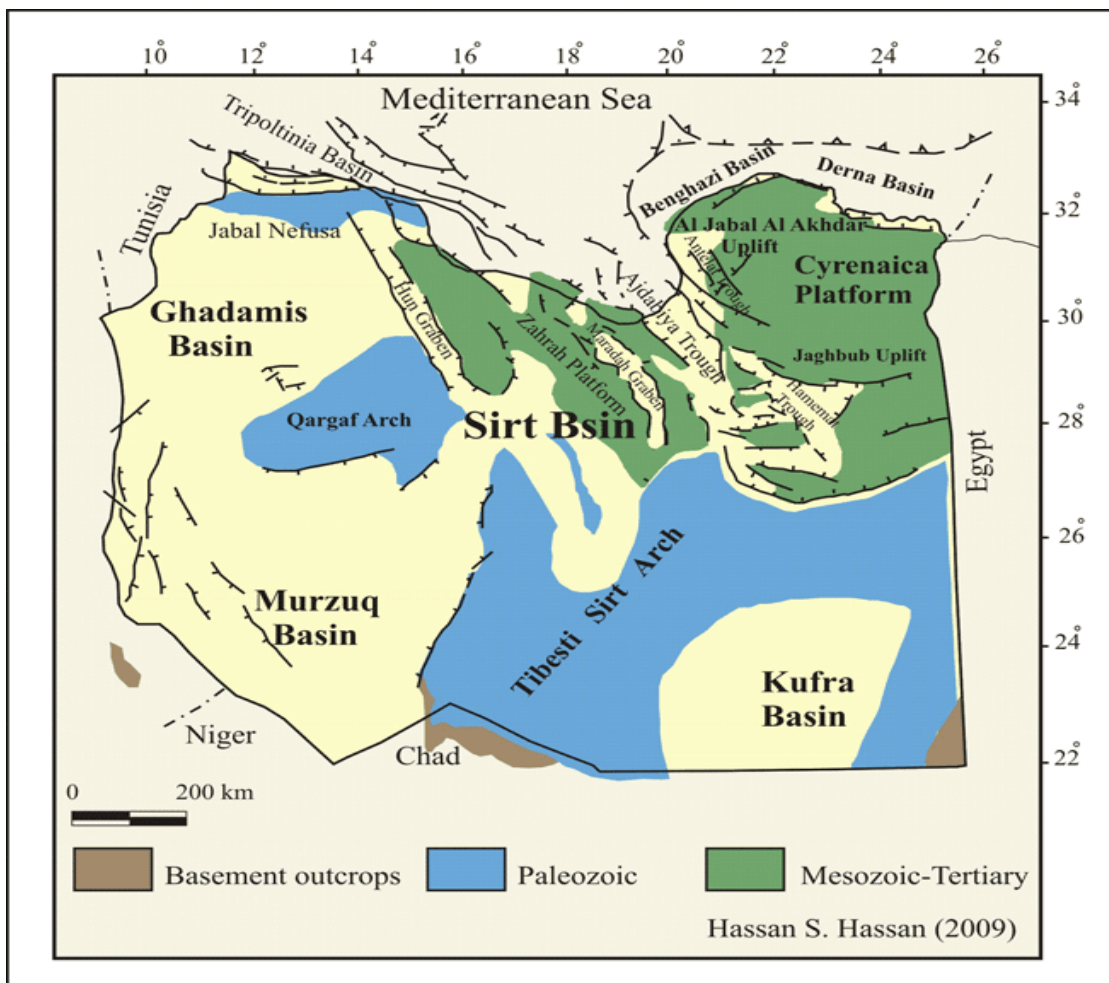 10° 12° 14° 16° 18° 20° 22° 24° 26°
34°
32°
30°
28°
26°
24°
22°
Mediterranean Sea
Tripoltinia Basin
Benghazi Basin
Derna Basin
Tunisia
Jabal Nefusa
Al Jabal Al Akhdar
Uplift
Cyrenaica
Platform
Ghadamis
Basin
Hun Graben
Zahrah Platform
Maradah Graben
Ajdabiya Trough
Jaghbub Uplift
Trough
Qargaf Arch
Sirt Bsin
Egypt
Tibesti Sirt Arch
Murzuq
Basin
Kufra
Basin
Niger
Chad
0 200 km
Basement outcrops
Paleozoic
Mesozoic-Tertiary
Hassan S. Hassan (2009)